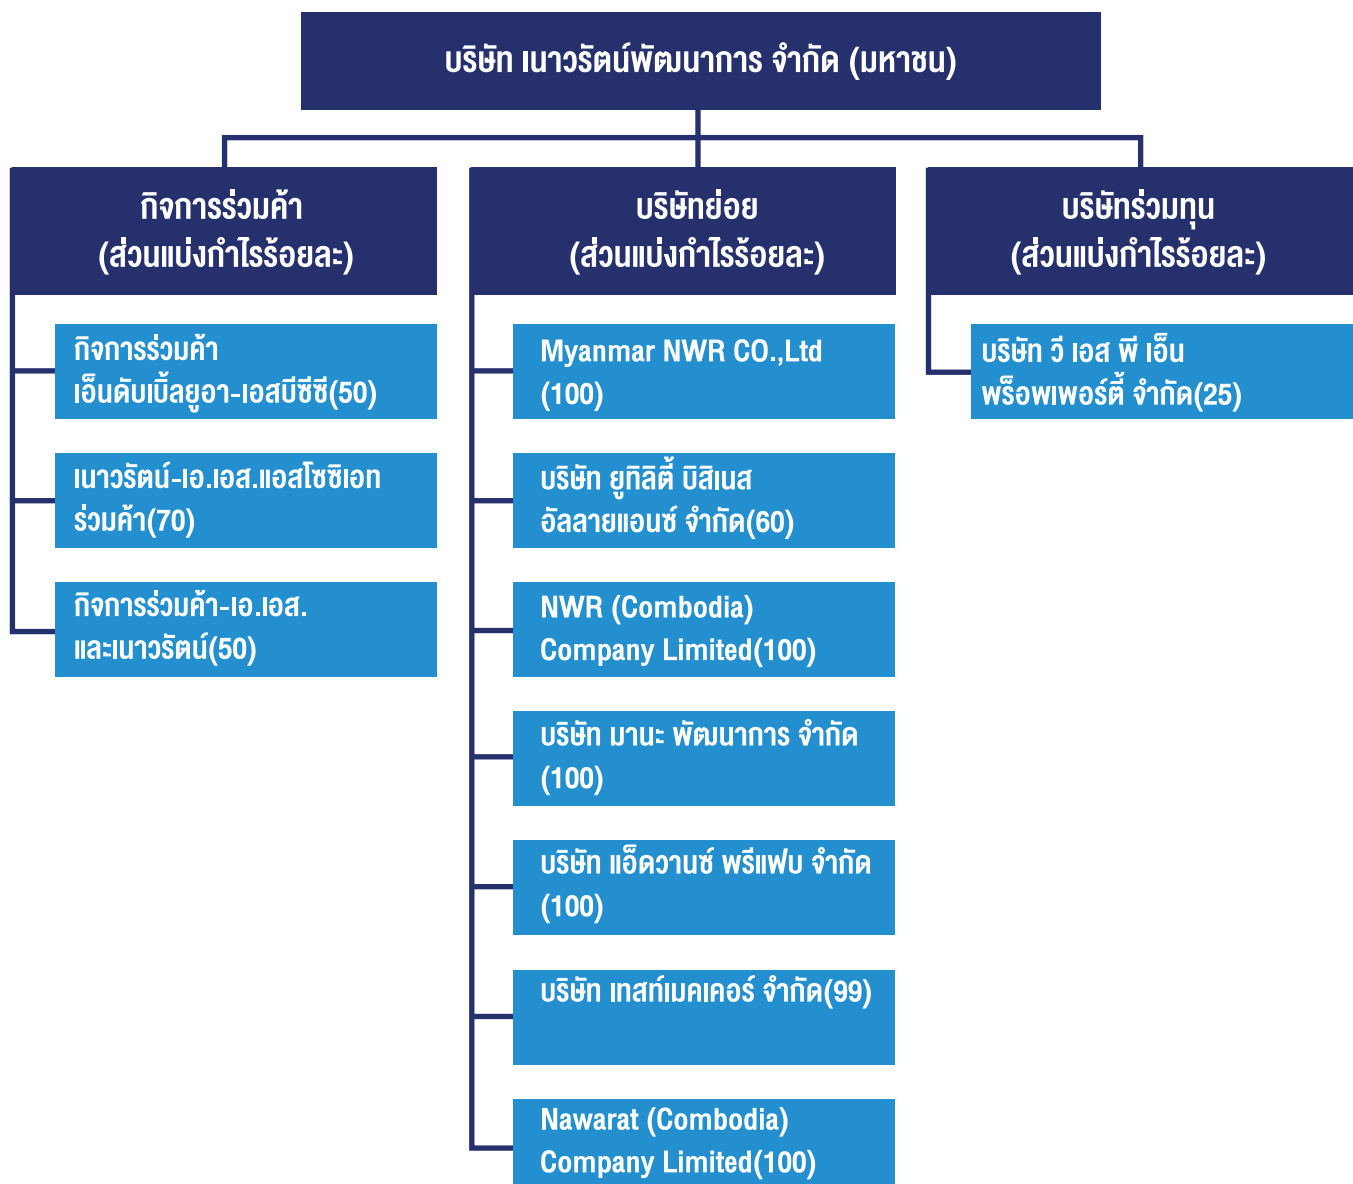 บริษัท เนาวรัตน์พัฒนาการ จำกัด (มหาชน)
กิจการร่วมค้า
(ส่วนแบ่งกำไรร้อยละ)
กิจการร่วมค้า
เอ็นดับเบิ้ลยูอา-เอสบีซีซี(50)
เนาวรัตน์-เอ.เอส.แอสโซซิเอท
ร่วมค้า(70)
กิจการร่วมค้า-เอ.เอส.
และเนาวรัตน์(50)
บริษัทย่อย
(ส่วนแบ่งกำไรร้อยละ)
Myanmar NWR CO.,Ltd
(100)
บริษัท ยูทิลิตี้ บิสิเนส
อัลลายแอนซ์ จำกัด(60)
NWR (Combodia)
Company Limited(100)
บริษัท มานะ พัฒนาการ จำกัด
(100)
บริษัท แอ็ดวานซ์ พรีแฟบ จำกัด
(100)
บริษัท เทสท์เมคเคอร์ จำกัด(99)
Nawarat (Combodia)
Company Limited(100)
บริษัทร่วมทุน
(ส่วนแบ่งกำไรร้อยละ)
บริษัท วี เอส พี เอ็น
พร็อพเพอร์ตี้ จำกัด(25)